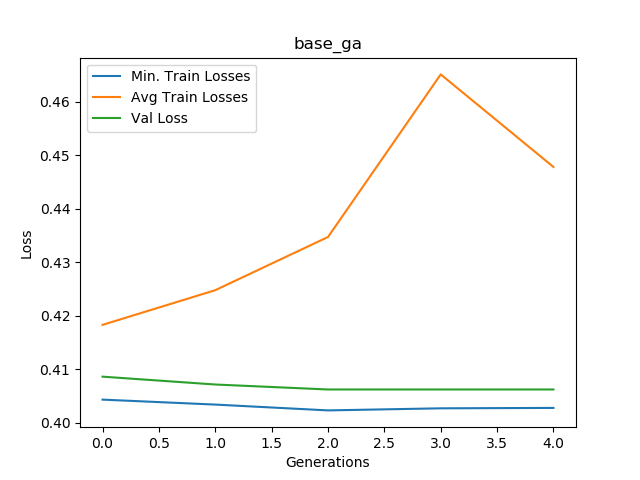 base_ga
Min. Train Losses
Avg Train Losses
Val Loss
0.46
0.45
0.44
0.43
0.42
0.41
0.40
Loss
0.0 0.5 1.0 1.5 2.0 2.5 3.0 3.5 4.0
Generations